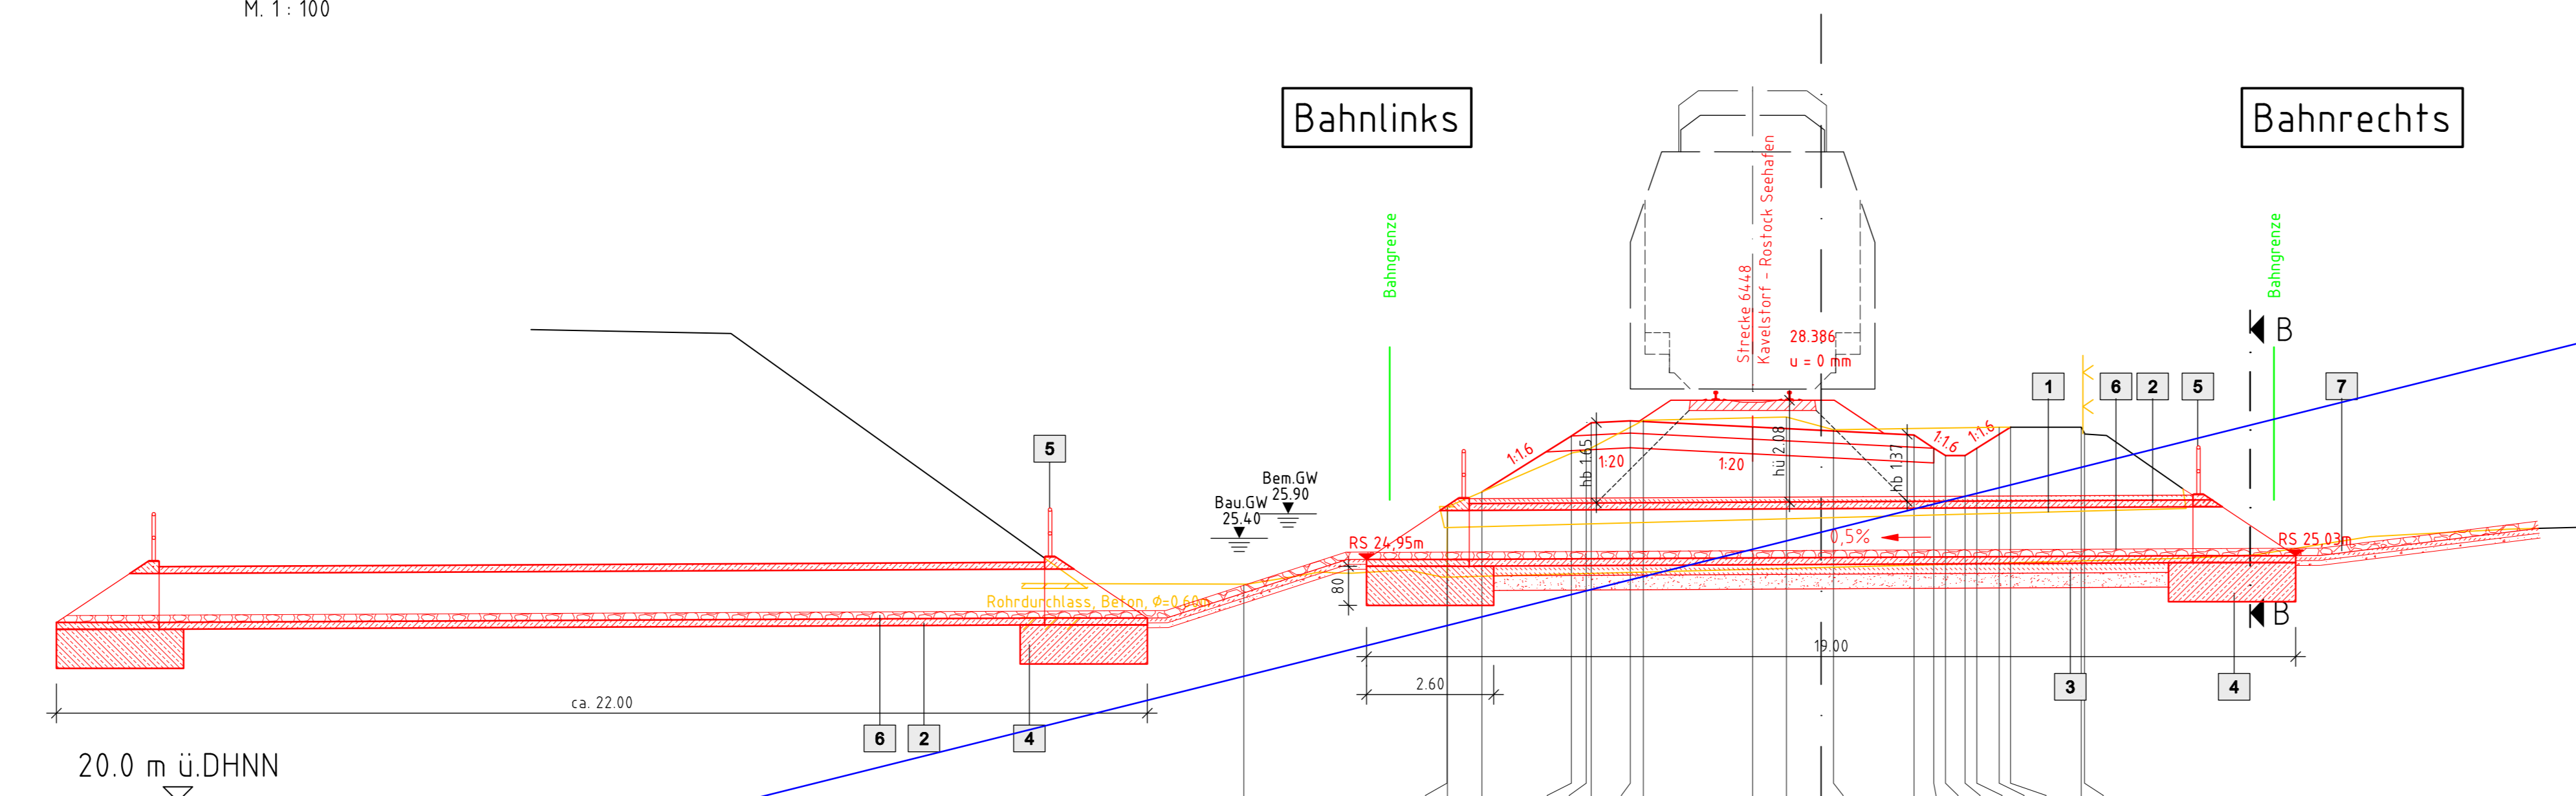 M. 1 : 100
Bahnlinks
Bahnrechts
Bahngrenze
Strecke 6448
Kavelstorf - Rostock Seehafen
Bahngrenze
28.386
u = 0 mm
B
1
6
2
5
7
5
1:1.6
hb 1.65
1:20
1:20
hü 2.08
hb 1.37
1:1.6
1:1.6
Bem.GW
25.90
Bau.GW
25.40
RS 24,95m
0,5%
RS 25,03m
80
Rohrdurchlass, Beton, Ø=0.60m
B
19.00
2.60
3
4
ca. 22.00
6
2
4
20.0 m ü.DHNN